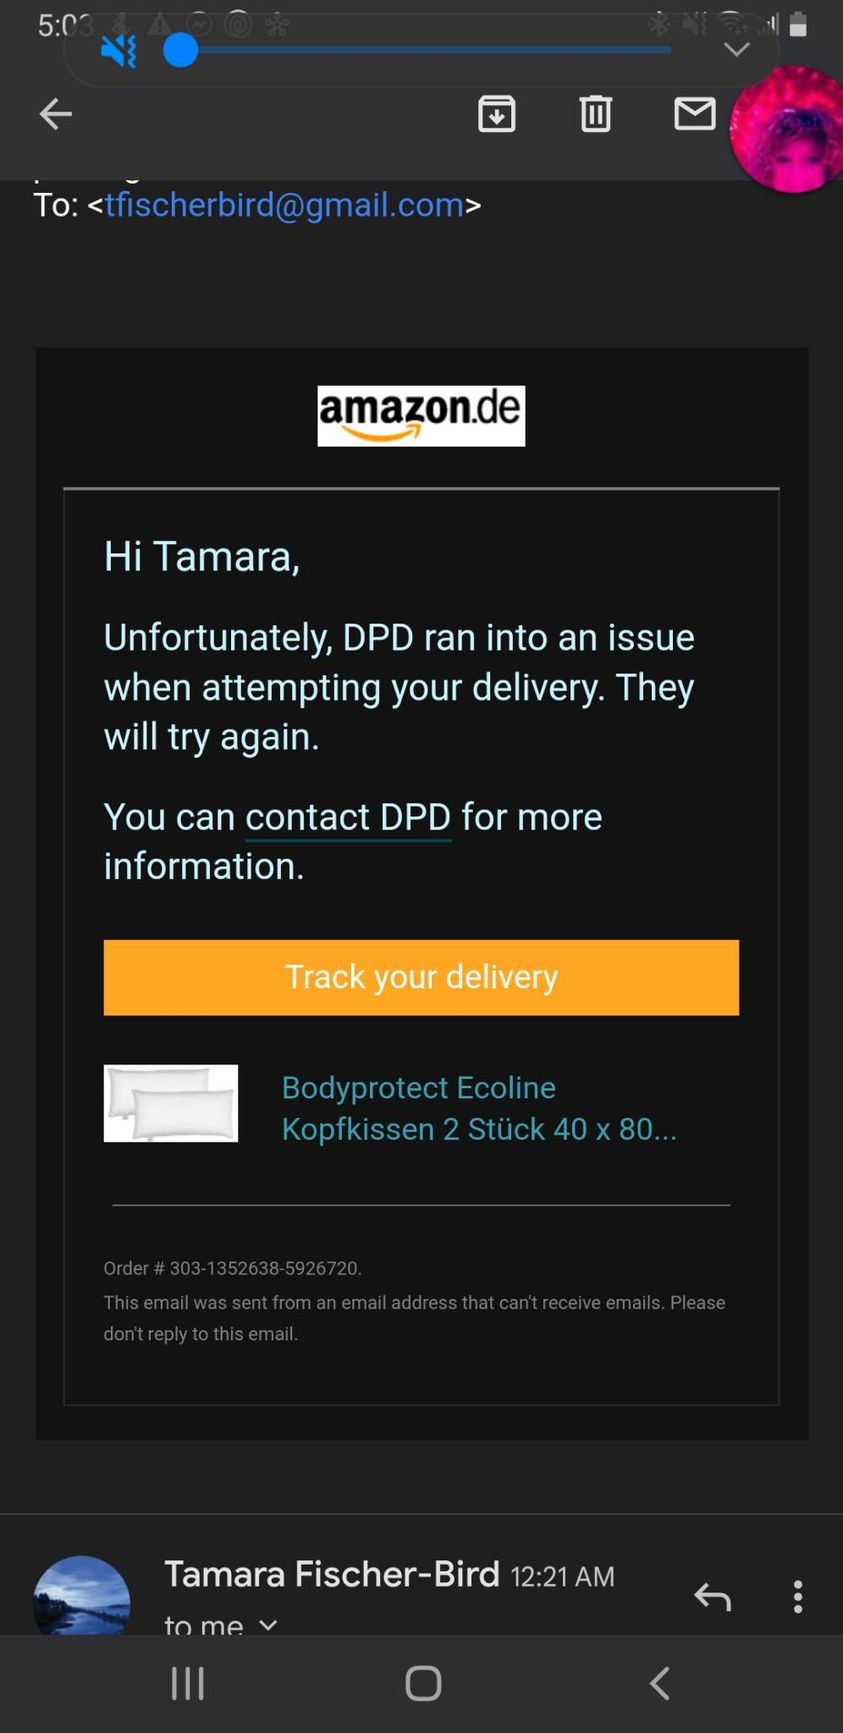 5:03
To: <tfischerbird@gmail.com>
amazon.de
Hi Tamara,
Unfortunately, DPD ran into an issue
when attempting your delivery. They
will try again.
You can contact DPD for more
information.
Track your delivery
Bodyprotect Ecoline
Kopfkissen 2 Stück 40 x 80...
Order # 303-1352638-5926720.
This email was sent from an email address that can't receive emails. Please
don't reply to this email.
Tamara Fischer-Bird 12:21 AM
to me